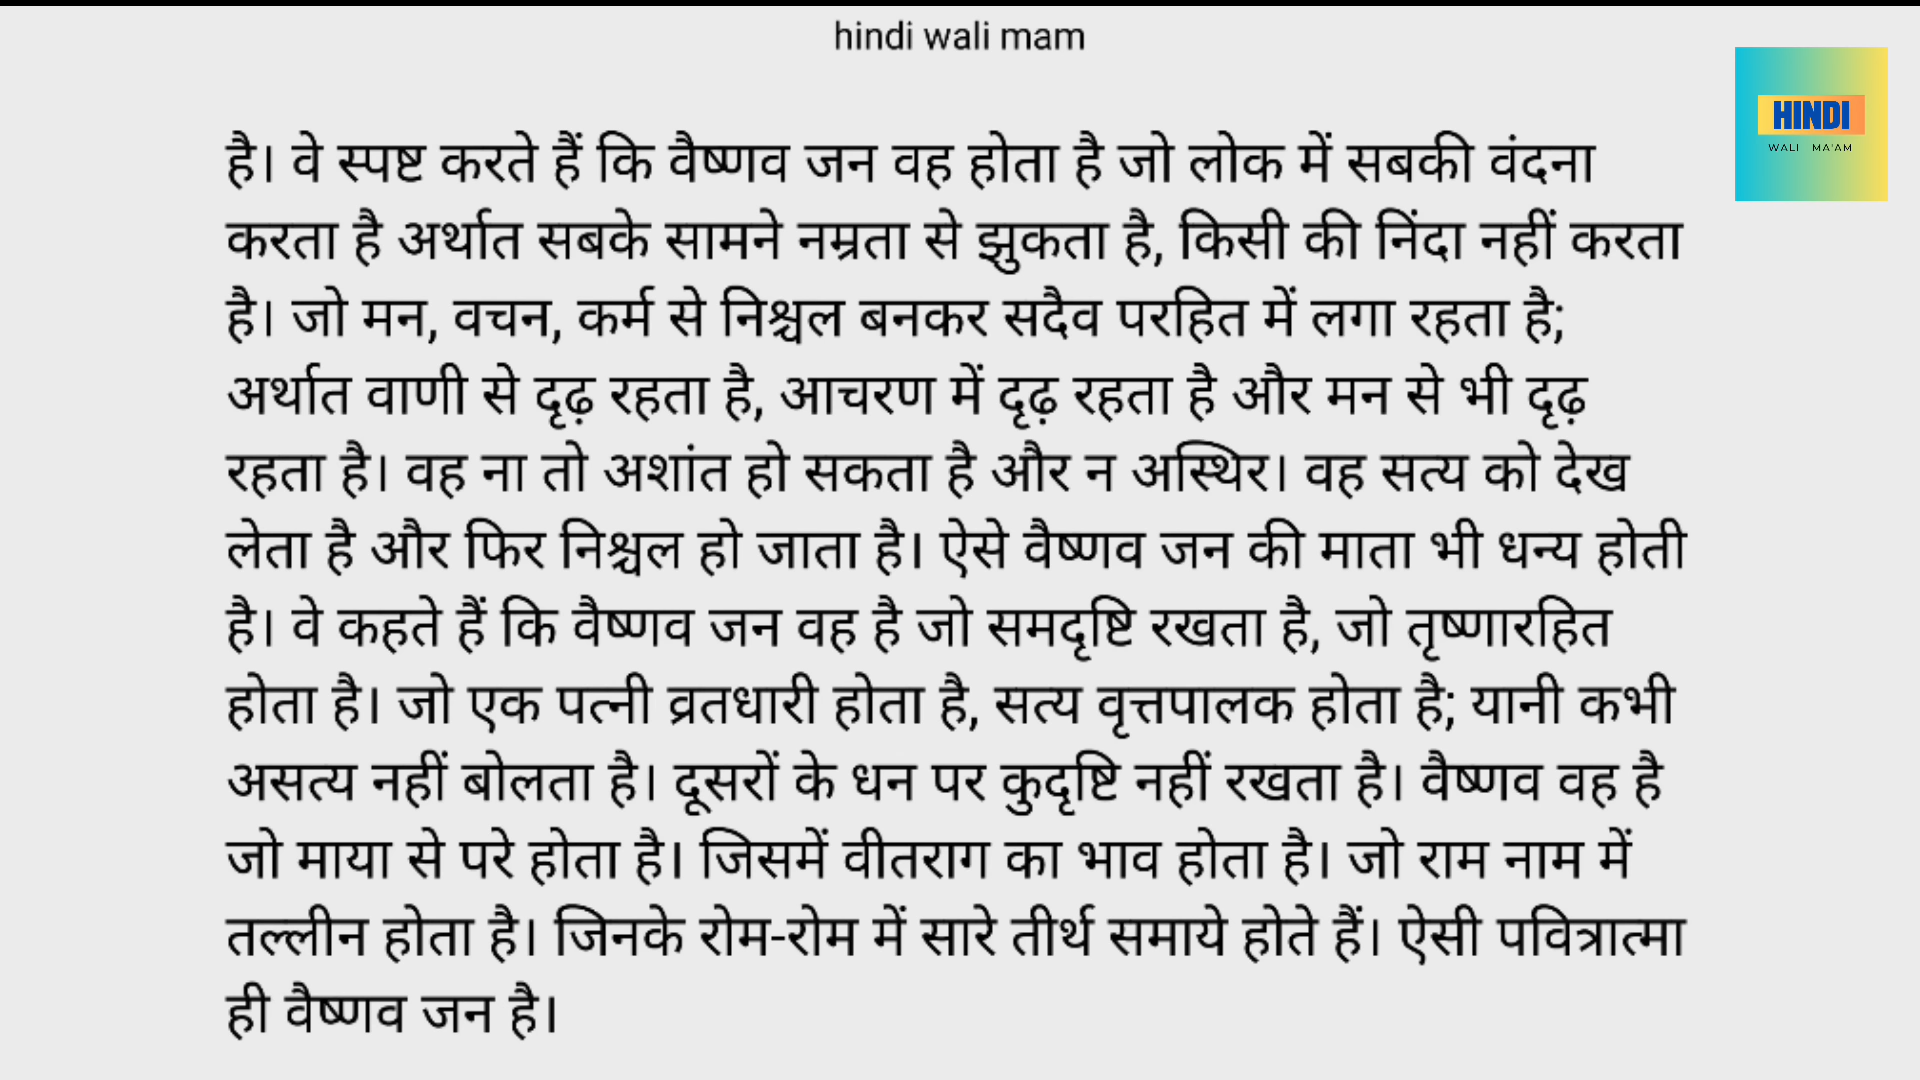 hindi wali mam
HINDI
WALI MA'AM
है। वे स्पष्ट करते हैं कि वैष्णव जन वह होता है जो लोक में सबकी वंदना
करता है अर्थात सबके सामने नम्रता से झुकता है, किसी की निंदा नहीं करता
है। जो मन, वचन, कर्म से निश्चल बनकर सदैव परहित में लगा रहता है;
अर्थात वाणी से दृढ़ रहता है, आचरण में दृढ़ रहता है और मन से भी दृढ़
रहता है। वह ना तो अशांत हो सकता है और न अस्थिर। वह सत्य को देख
लेता है और फिर निश्चल हो जाता है। ऐसे वैष्णव जन की माता भी धन्य होती
है। वे कहते हैं कि वैष्णव जन वह है जो समदृष्टि रखता है, जो तृष्णारहित
होता है। जो एक पत्नी व्रतधारी होता है, सत्य वृत्तपालक होता है; यानी कभी
असत्य नहीं बोलता है। दूसरों के धन पर कुदृष्टि नहीं रखता है। वैष्णव वह है
जो माया से परे होता है। जिसमें वीतराग का भाव होता है। जो राम नाम में
तल्लीन होता है। जिनके रोम-रोम में सारे तीर्थ समाये होते हैं। ऐसी पवित्रात्मा
ही वैष्णव जन है।